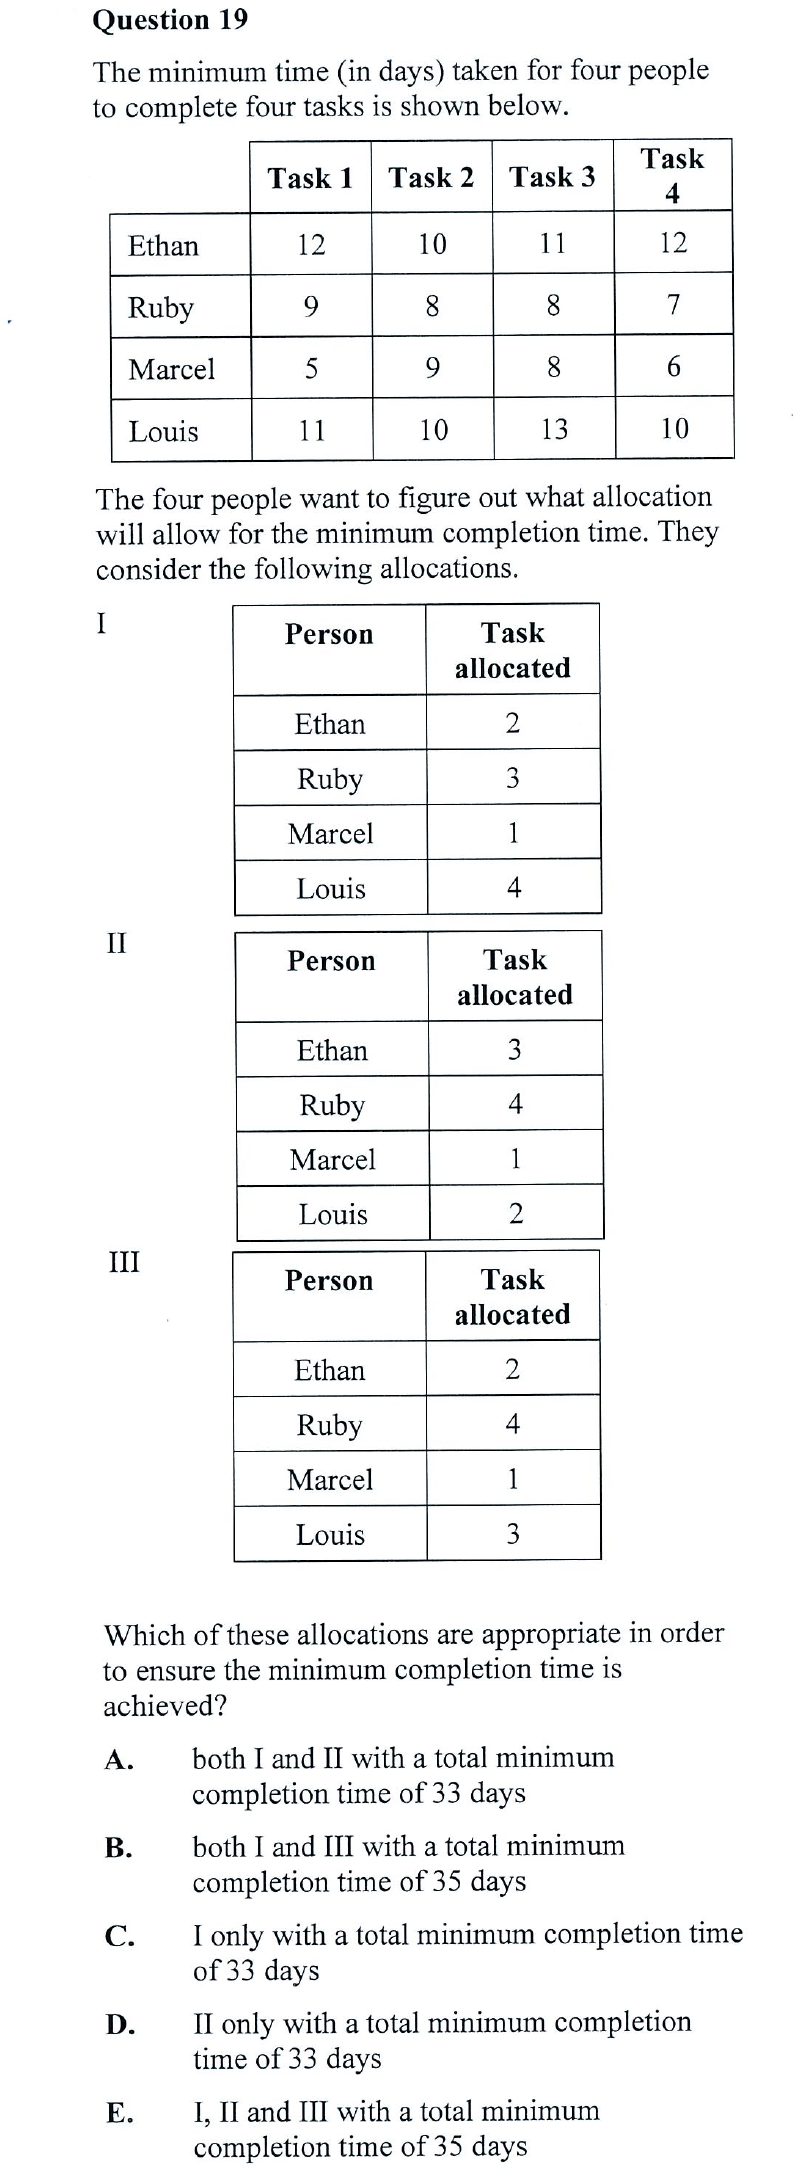 Question 19
The minimum time (in days) taken for four people
to complete four tasks is shown below.
Task 1 Task 2 Task 3 Task
4
Ethan 12 10 11 12
Ruby 9 8 8 7
Marcel 5 9 8 6
Louis 11 10 13 10
The four people want to figure out what allocation
will allow for the minimum completion time. They
consider the following allocations.
I
Person Task
allocated
Ethan 2
Ruby 3
Marcel 1
Louis 4
II
Person Task
allocated
Ethan 3
Ruby 4
Marcel 1
Louis 2
III
Person Task
allocated
Ethan 2
Ruby 4
Marcel 1
Louis 3
Which of these allocations are appropriate in order
to ensure the minimum completion time is
achieved?
A. both I and II with a total minimum
completion time of 33 days
B. both I and III with a total minimum
completion time of 35 days
C. I only with a total minimum completion time
of 33 days
D. II only with a total minimum completion
time of 33 days
E. I, II and III with a total minimum
completion time of 35 days